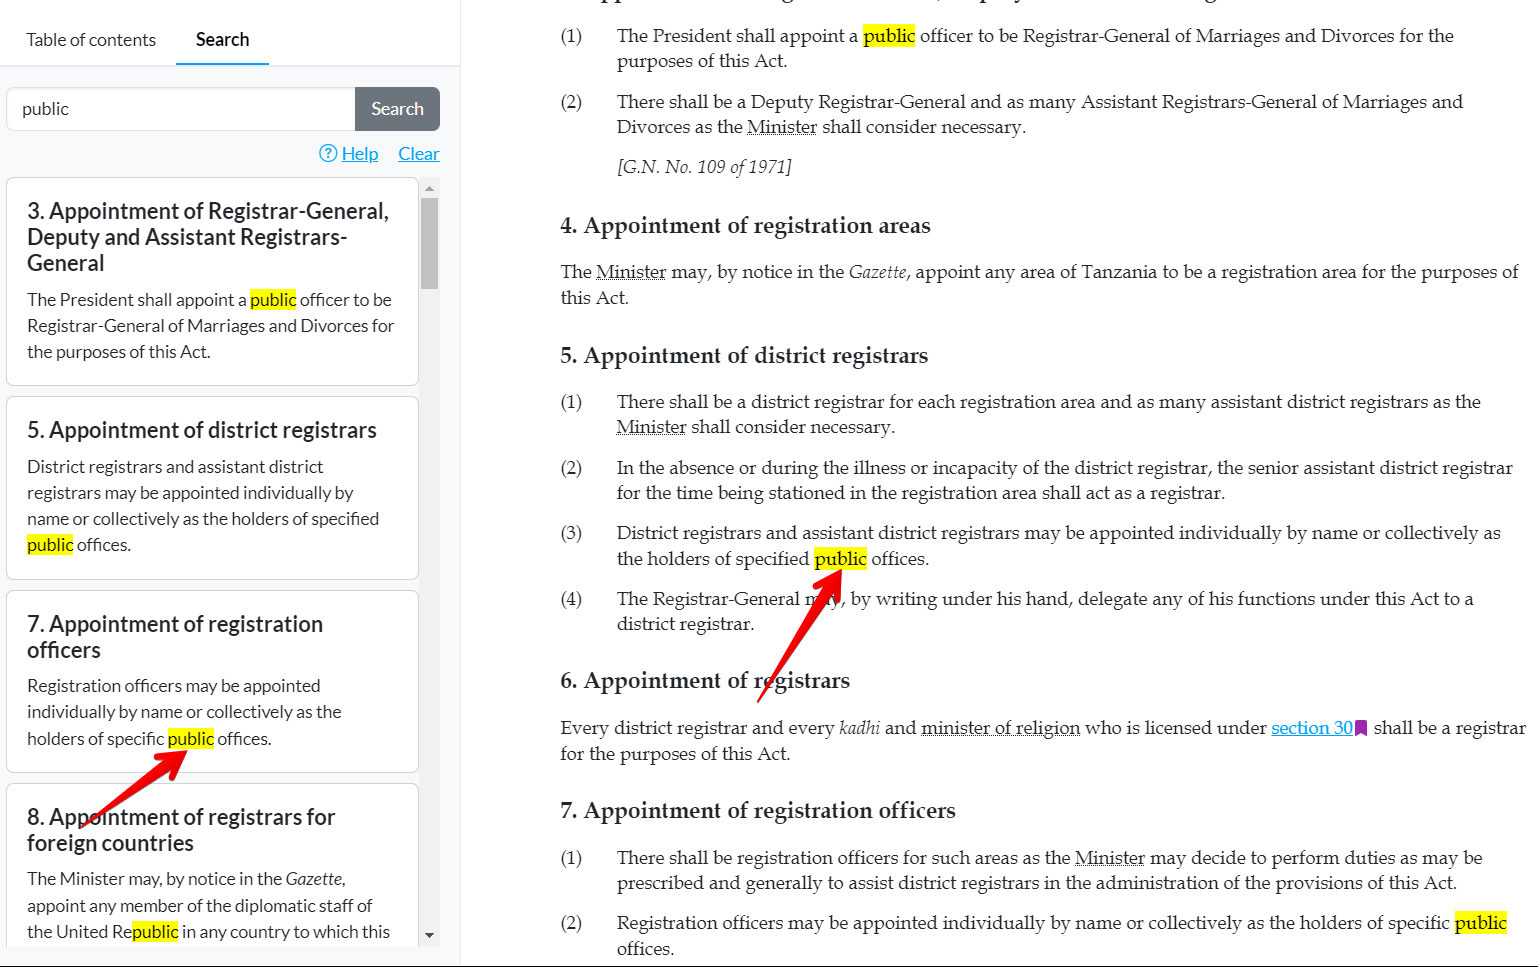 Table of contents
Search
public
Search
Help
Clear
3. Appointment of Registrar-General,
Deputy and Assistant Registrars-
General
The President shall appoint a public officer to be
Registrar-General of Marriages and Divorces for
the purposes of this Act.
5. Appointment of district registrars
District registrars and assistant district
registrars may be appointed individually by
name or collectively as the holders of specified
public offices.
7. Appointment of registration
officers
Registration officers may be appointed
individually by name or collectively as the
holders of specific public offices.
8. Appointment of registrars for
foreign countries
The Minister may, by notice in the Gazette,
appoint any member of the diplomatic staff of
the United Republic in any country to which this
(1) The President shall appoint a public officer to be Registrar-General of Marriages and Divorces for the
purposes of this Act.
(2) There shall be a Deputy Registrar-General and as many Assistant Registrars-General of Marriages and
Divorces as the Minister shall consider necessary.
[G.N. No. 109 of 1971]
4. Appointment of registration areas
The Minister may, by notice in the Gazette, appoint any area of Tanzania to be a registration area for the purposes of
this Act.
5. Appointment of district registrars
(1) There shall be a district registrar for each registration area and as many assistant district registrars as the
Minister shall consider necessary.
(2) In the absence or during the illness or incapacity of the district registrar, the senior assistant district registrar
for the time being stationed in the registration area shall act as a registrar.
(3) District registrars and assistant district registrars may be appointed individually by name or collectively as
the holders of specified public offices.
(4) The Registrar-General may, by writing under his hand, delegate any of his functions under this Act to a
district registrar.
6. Appointment of registrars
Every district registrar and every kadhi and minister of religion who is licensed under section 30 shall be a registrar
for the purposes of this Act.
7. Appointment of registration officers
(1) There shall be registration officers for such areas as the Minister may decide to perform duties as may be
prescribed and generally to assist district registrars in the administration of the provisions of this Act.
(2) Registration officers may be appointed individually by name or collectively as the holders of specific public
offices.